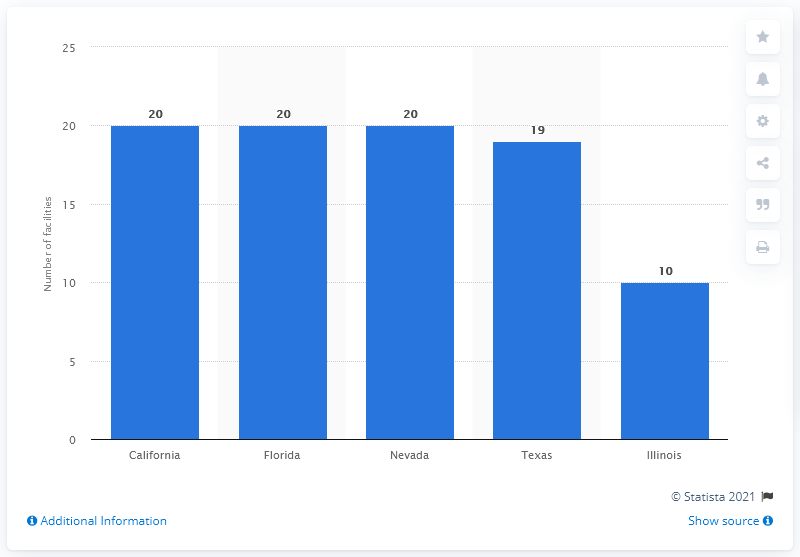 25
20
15
10
5
0
Number of facilities
20
20
20
19
10
California
Florida
Nevada
Texas
Illinois
© Statista 2021
Additional Information
Show source